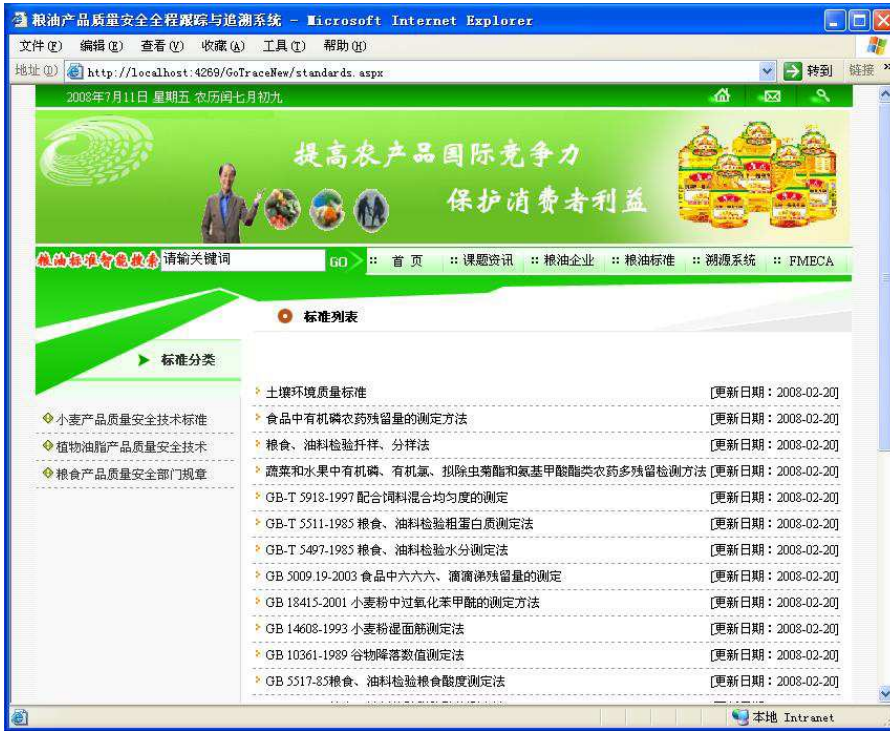 粮油产品质量安全全程跟踪与追溯系统 - Microsoft Internet Explorer
文件(F) 编辑(E) 查看(V) 收藏(A) 工具(T) 帮助(H)
地址(D) http://localhost:4269/GoTraceNew/standards.aspx 转到 链接 »
2008年7月11日 星期五 农历闰七月初九
提高农产品国际竞争力
保护消费者利益
粮油标准智能搜索 请输关键词 GO :: 首 页 :: 课题资讯 :: 粮油企业 :: 粮油标准 :: 溯源系统 :: FMECA
标准列表
标准分类
小麦产品质量安全技术标准
植物油脂产品质量安全技术
粮食产品质量安全部门规章
土壤环境质量标准 [更新日期：2008-02-20]
食品中有机磷农药残留量的测定方法 [更新日期：2008-02-20]
粮食、油料检验扦样、分样法 [更新日期：2008-02-20]
蔬菜和水果中有机磷、有机氯、拟除虫菊酯和氨基甲酸酯类农药多残留检测方法 [更新日期：2008-02-20]
GB-T 5918-1997 配合饲料混合均匀度的测定 [更新日期：2008-02-20]
GB-T 5511-1985 粮食、油料检验粗蛋白质测定法 [更新日期：2008-02-20]
GB-T 5497-1985 粮食、油料检验水分测定法 [更新日期：2008-02-20]
GB 5009.19-2003 食品中六六六、滴滴涕残留量的测定 [更新日期：2008-02-20]
GB 18415-2001 小麦粉中过氧化苯甲酰的测定方法 [更新日期：2008-02-20]
GB 14608-1993 小麦粉湿面筋测定法 [更新日期：2008-02-20]
GB 10361-1989 谷物降落数值测定法 [更新日期：2008-02-20]
GB 5517-85粮食、油料检验粮食酸度测定法 [更新日期：2008-02-20]
本地 Intranet